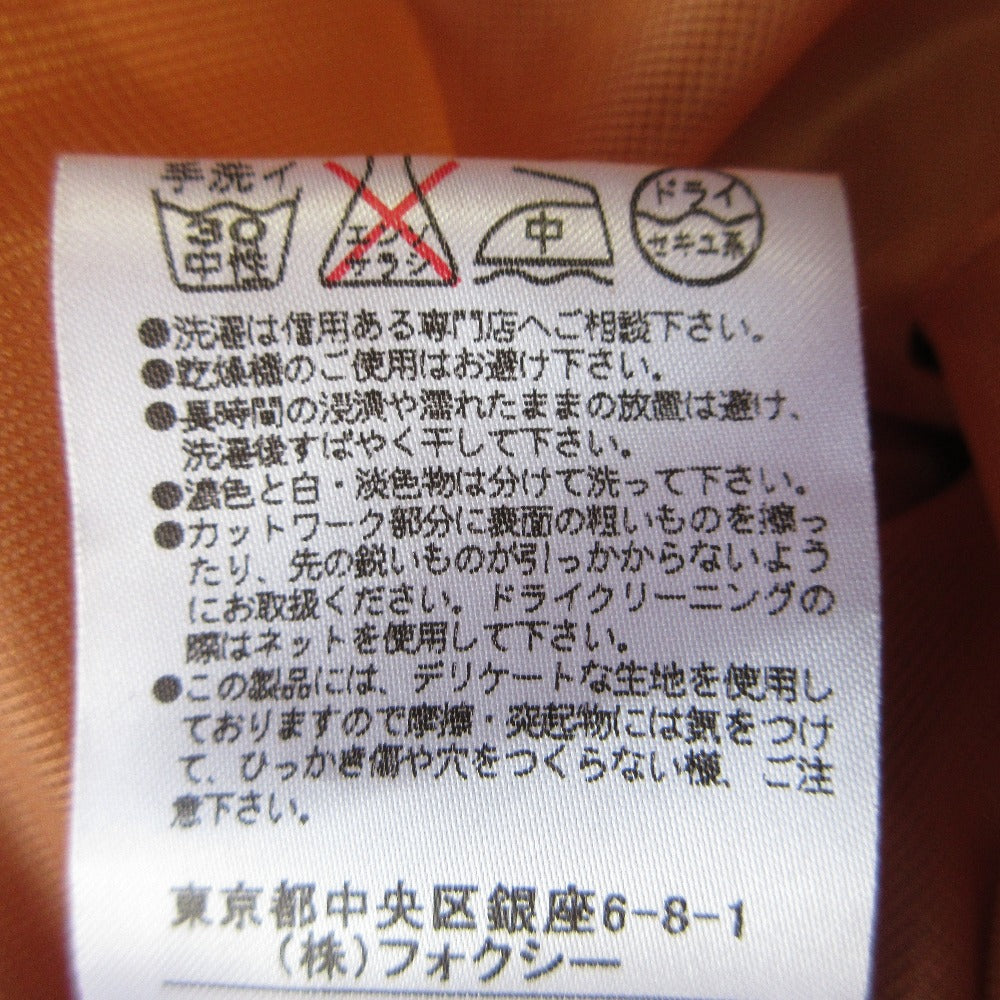 手洗イ
30
中性
エンソ
サラシ
中
ドライ
セキユ系
●洗濯は信用ある専門店へご相談下さい。
●乾燥機のご使用はお避け下さい。
●長時間の浸漬や濡れたままの放置は避け、
洗濯後すばやく干して下さい。
●濃色と白・淡色物は分けて洗って下さい。
●カットワーク部分に表面の粗いものを擦っ
たり、先の鋭いものが引っかからないよう
にお取扱ください。ドライクリーニングの
際はネットを使用して下さい。
●この製品には、デリケートな生地を使用し
ておりますので摩擦・突起物には気をつけ
て、ひっかき傷や穴をつくらない様、ご注
意下さい。
東京都中央区銀座6-8-1
(株)フォクシー